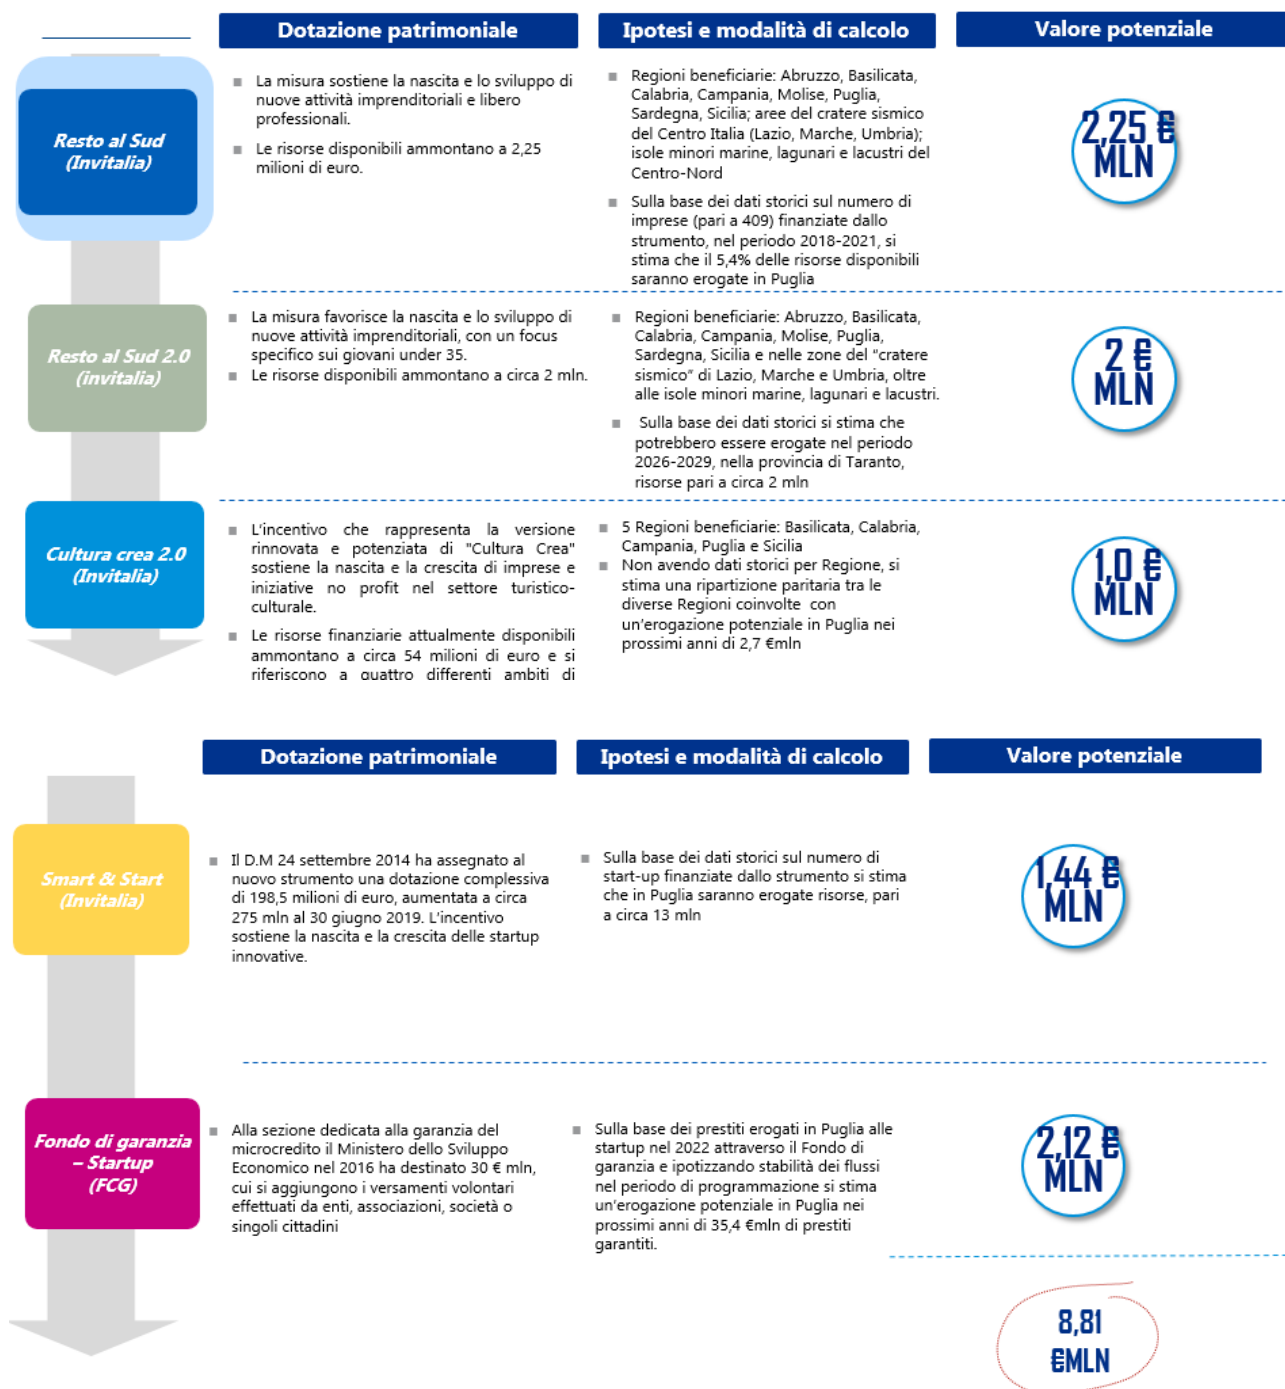 Dotazione patrimoniale
Ipotesi e modalità di calcolo
Valore potenziale
Resto al Sud
(Invitalia)
La misura sostiene la nascita e lo sviluppo di
nuove attività imprenditoriali e libero
professionali.
Le risorse disponibili ammontano a 2,25
milioni di euro.
Regioni beneficiarie: Abruzzo, Basilicata,
Calabria, Campania, Molise, Puglia,
Sardegna, Sicilia; aree del cratere sismico
del Centro Italia (Lazio, Marche, Umbria);
isole minori marine, lagunari e lacustri del
Centro-Nord
Sulla base dei dati storici sul numero di
imprese (pari a 409) finanziate dallo
strumento, nel periodo 2018-2021, si
stima che il 5,4% delle risorse disponibili
saranno erogate in Puglia
2,25 €
MLN
Resto al Sud 2.0
(invitalia)
La misura favorisce la nascita e lo sviluppo di
nuove attività imprenditoriali, con un focus
specifico sui giovani under 35.
Le risorse disponibili ammontano a circa 2 mln.
Regioni beneficiarie: Abruzzo, Basilicata,
Calabria, Campania, Molise, Puglia,
Sardegna, Sicilia e nelle zone del "cratere
sismico" di Lazio, Marche e Umbria, oltre
alle isole minori marine, lagunari e lacustri.
Sulla base dei dati storici si stima che
potrebbero essere erogate nel periodo
2026-2029, nella provincia di Taranto,
risorse pari a circa 2 mln
2 €
MLN
Cultura crea 2.0
(Invitalia)
L'incentivo che rappresenta la versione
rinnovata e potenziata di "Cultura Crea"
sostiene la nascita e la crescita di imprese e
iniziative no profit nel settore turistico-
culturale.
Le risorse finanziarie attualmente disponibili
ammontano a circa 54 milioni di euro e si
riferiscono a quattro differenti ambiti di
5 Regioni beneficiarie: Basilicata, Calabria,
Campania, Puglia e Sicilia
Non avendo dati storici per Regione, si
stima una ripartizione paritaria tra le
diverse Regioni coinvolte con
un'erogazione potenziale in Puglia nei
prossimi anni di 2,7 €mln
1,0 €
MLN
Dotazione patrimoniale
Ipotesi e modalità di calcolo
Valore potenziale
Smart & Start
(Invitalia)
Il D.M 24 settembre 2014 ha assegnato al
nuovo strumento una dotazione complessiva
di 198,5 milioni di euro, aumentata a circa
275 mln al 30 giugno 2019. L'incentivo
sostiene la nascita e la crescita delle startup
innovative.
Sulla base dei dati storici sul numero di
start-up finanziate dallo strumento si stima
che in Puglia saranno erogate risorse, pari
a circa 13 mln
1,44 €
MLN
Fondo di garanzia
– Startup
(FCG)
Alla sezione dedicata alla garanzia del
microcredito il Ministero dello Sviluppo
Economico nel 2016 ha destinato 30 € mln,
cui si aggiungono i versamenti volontari
effettuati da enti, associazioni, società o
singoli cittadini
Sulla base dei prestiti erogati in Puglia alle
startup nel 2022 attraverso il Fondo di
garanzia e ipotizzando stabilità dei flussi
nel periodo di programmazione si stima
un'erogazione potenziale in Puglia nei
prossimi anni di 35,4 €mln di prestiti
garantiti.
2,12 €
MLN
8,81
€MLN